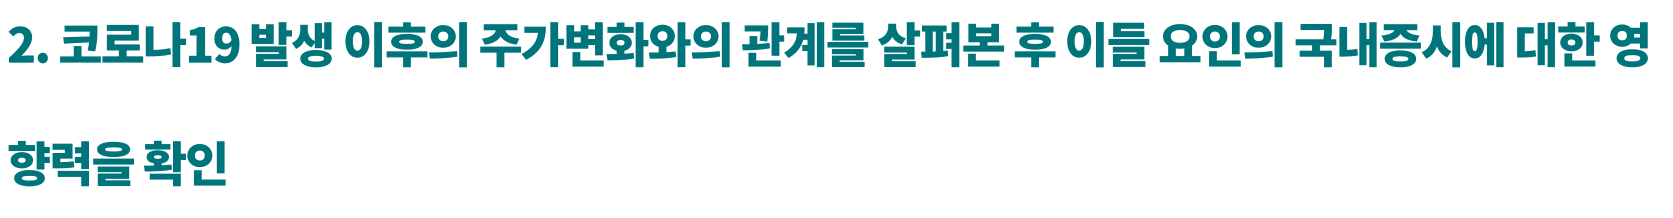 2. 코로나19 발생 이후의 주가변화와의 관계를 살펴본 후 이들 요인의 국내증시에 대한 영
향력을 확인